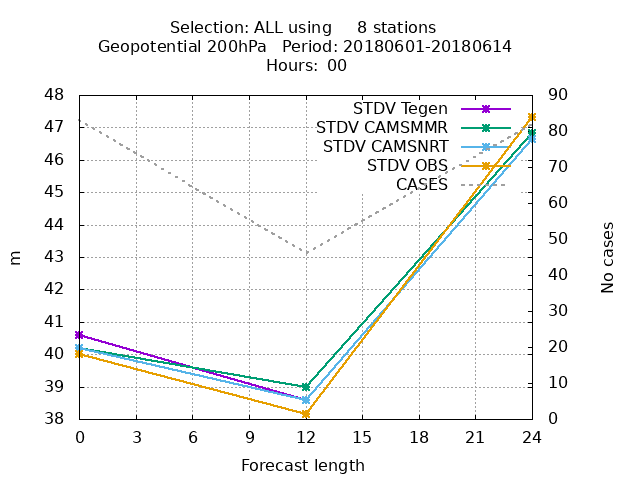 Selection: ALL using     8 stations
Geopotential 200hPa   Period: 20180601-20180614
Hours:  00
48 90
STDV Tegen
47 80
STDV CAMSMMR
STDV CAMSNRT
46 70
STDV OBS
CASES
45 60
44 50
43 40
42 30
41 20
40 10
39 0
38
m
No cases
0 3 6 9 12 15 18 21 24
Forecast length